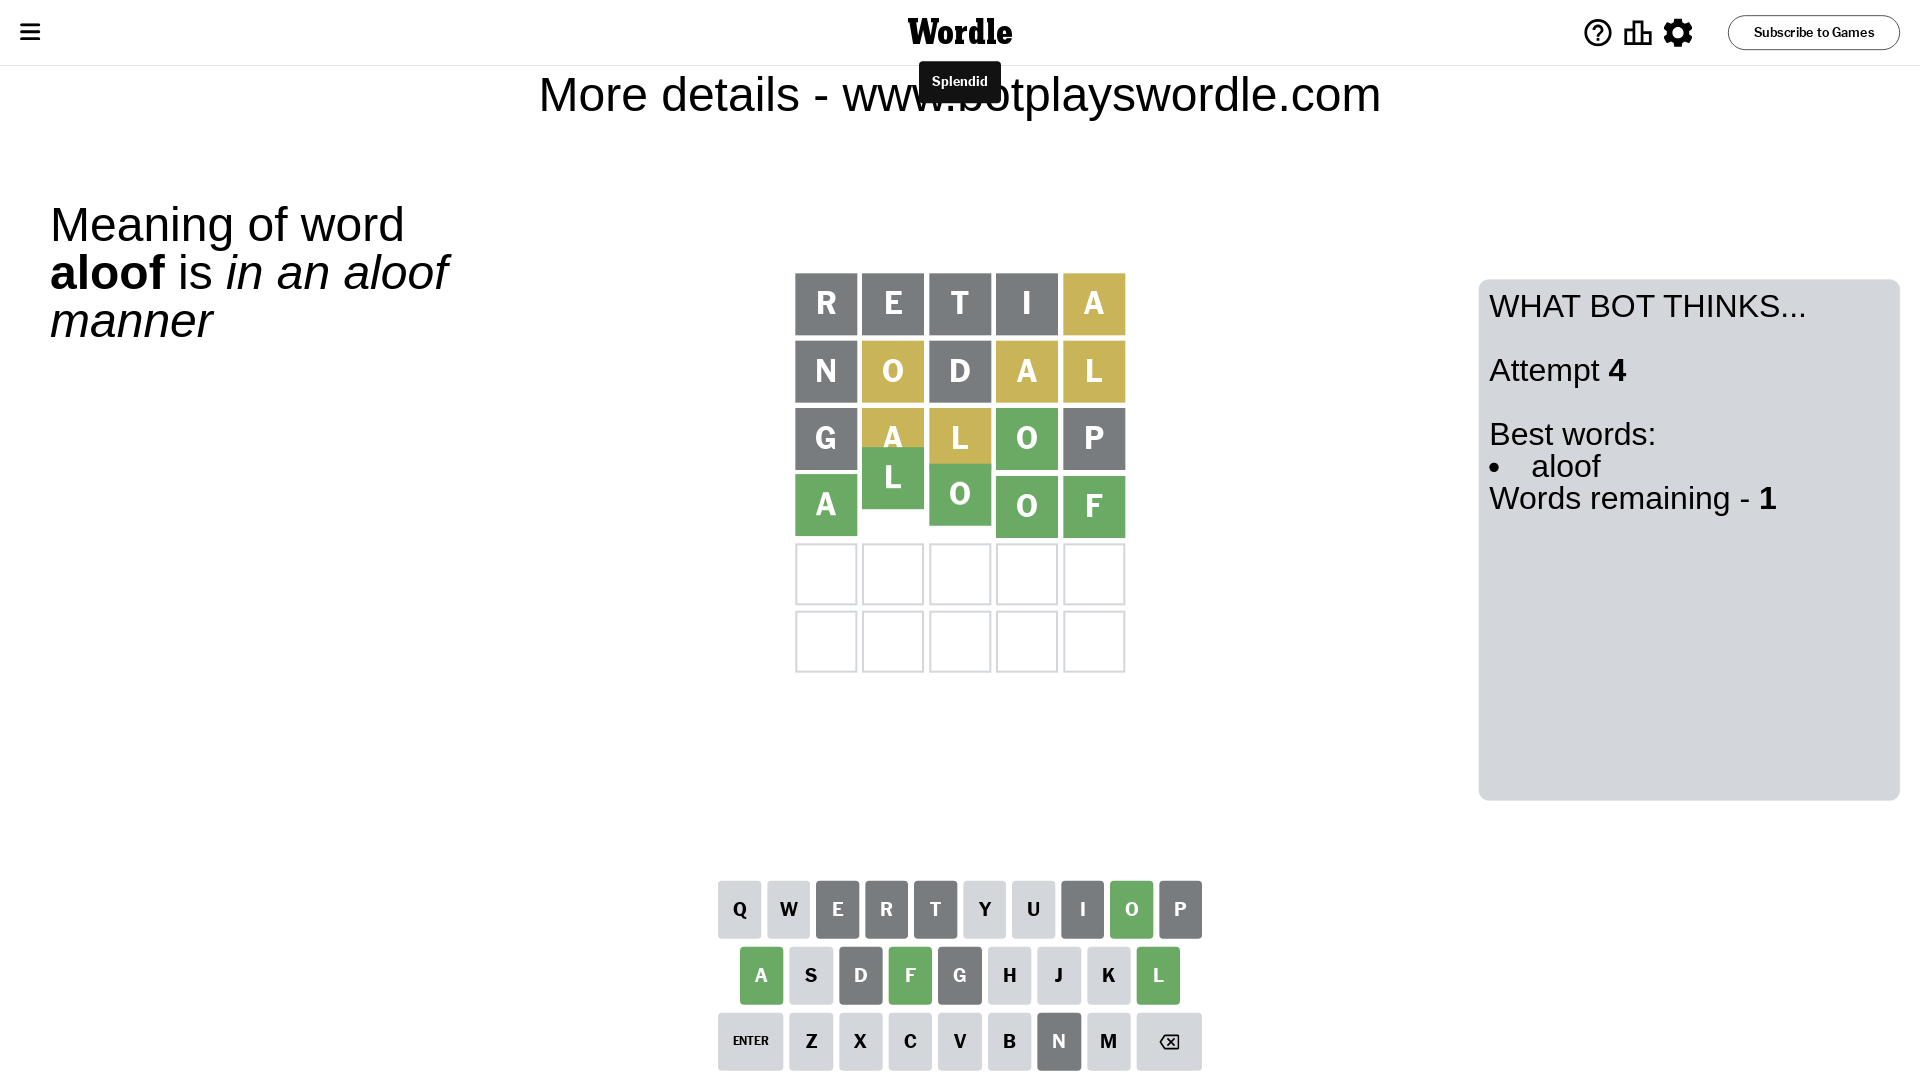 Wordle
Subscribe to Games
Splendid
More details - www.botplayswordle.com
Meaning of word
aloof is in an aloof
manner
R E T I A
N O D A L
G A L O P
A L O O F
WHAT BOT THINKS...
Attempt 4
Best words:
• aloof
Words remaining - 1
Q W E R T Y U I O P
A S D F G H J K L
ENTER Z X C V B N M